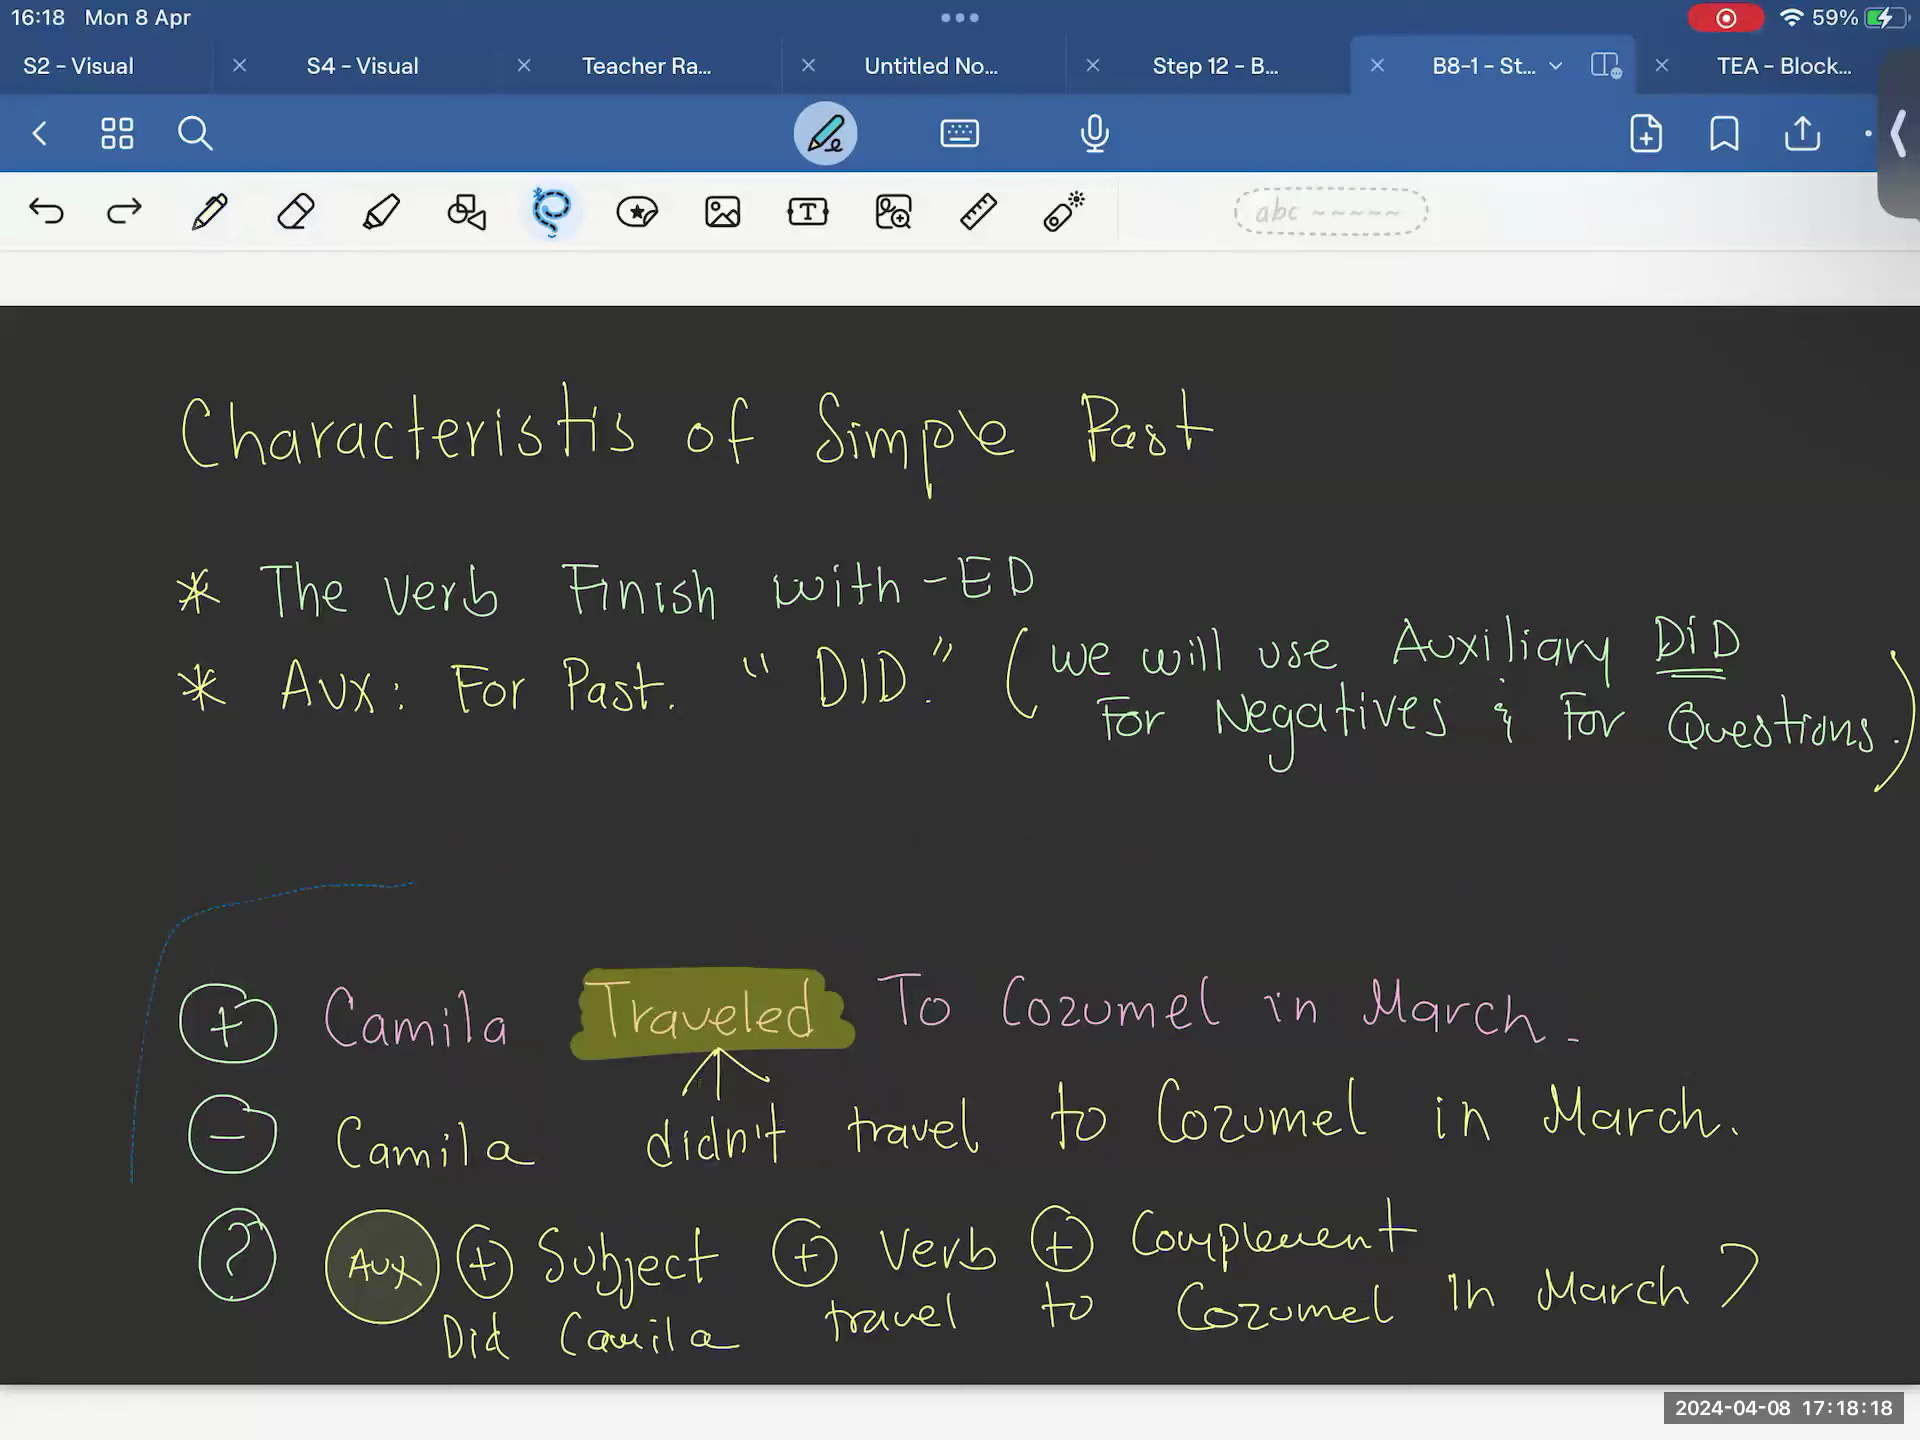 16:18 Mon 8 Apr 59%
S2 - Visual S4 - Visual Teacher Ra... Untitled No... Step 12 - B... B8-1 - St... TEA - Block...
abc
Characteristis of Simple Past
* The Verb Finish with -ED
* Aux: For Past. "DID." (we will use Auxiliary DID
For Negatives & For Questions.)
+ Camila Traveled To Cozumel in March.
- Camila didn't travel to Cozumel in March.
? Aux + Subject + Verb + Complement
Did Camila travel to Cozumel in March?
2024-04-08 17:18:18